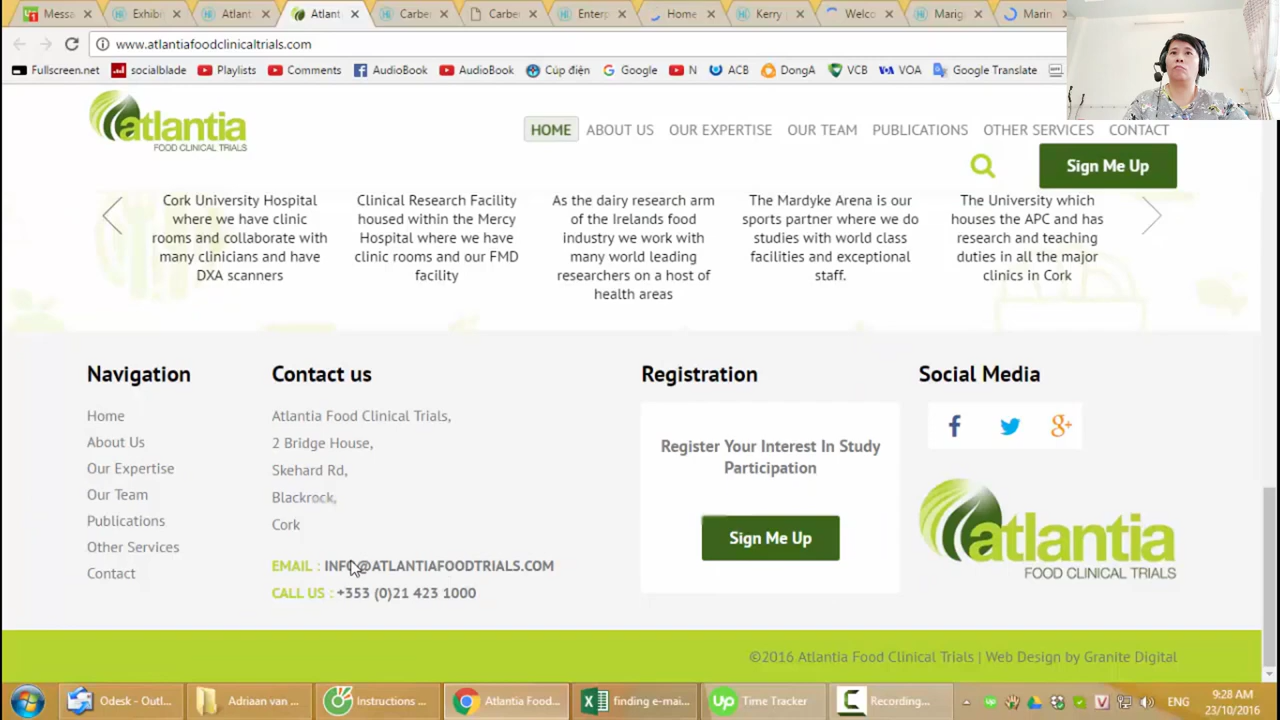 Messa
Exhibi
Atlant
Atlant
Carbe
Carbe
Enterp
Home
Kerry
Welco
Marig
Marin
www.atlantiafoodclinicaltrials.com
Fullscreen.net
socialblade
Playlists
Comments
AudioBook
AudioBook
Cúp điện
Google
N
ACB
DongA
VCB
VOA
Google Translate
atlantia
FOOD CLINICAL TRIALS
HOME
ABOUT US
OUR EXPERTISE
OUR TEAM
PUBLICATIONS
OTHER SERVICES
CONTACT
Sign Me Up
Cork University Hospital
where we have clinic
rooms and collaborate with
many clinicians and have
DXA scanners
Clinical Research Facility
housed within the Mercy
Hospital where we have
clinic rooms and our FMD
facility
As the dairy research arm
of the Irelands food
industry we work with
many world leading
researchers on a host of
health areas
The Mardyke Arena is our
sports partner where we do
studies with world class
facilities and exceptional
staff.
The University which
houses the APC and has
research and teaching
duties in all the major
clinics in Cork
Navigation
Home
About Us
Our Expertise
Our Team
Publications
Other Services
Contact
Contact us
Atlantia Food Clinical Trials,
2 Bridge House,
Skehard Rd,
Blackrock,
Cork
EMAIL : INFO@ATLANTIAFOODTRIALS.COM
CALL US : +353 (0)21 423 1000
Registration
Register Your Interest In Study
Participation
Sign Me Up
Social Media
atlantia
FOOD CLINICAL TRIALS
©2016 Atlantia Food Clinical Trials | Web Design by Granite Digital
Odesk - Outl...
Adriaan van ...
Instructions ...
Atlantia Food...
finding e-mai...
Time Tracker
Recording...
ENG
9:28 AM
23/10/2016